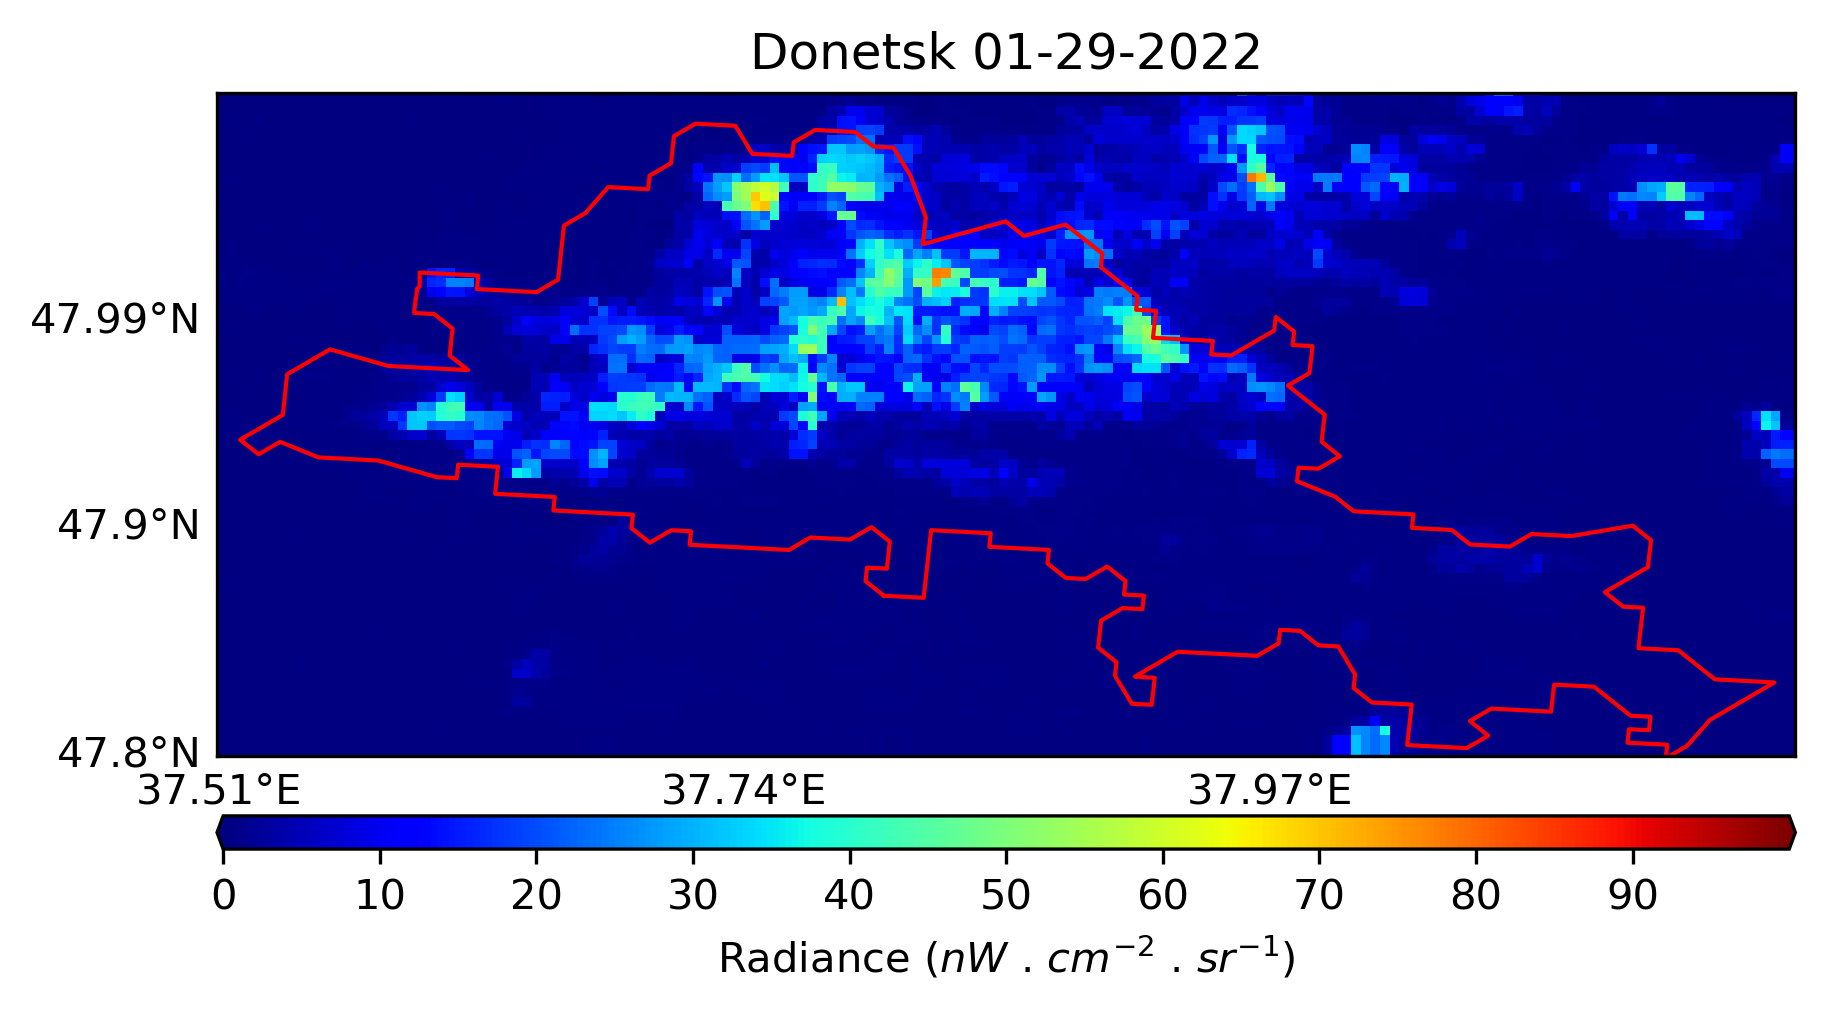 Donetsk 01-29-2022
47.99°N
47.9°N
47.8°N
37.51°E 37.74°E 37.97°E
0 10 20 30 40 50 60 70 80 90
Radiance (nW . cm⁻² . sr⁻¹)